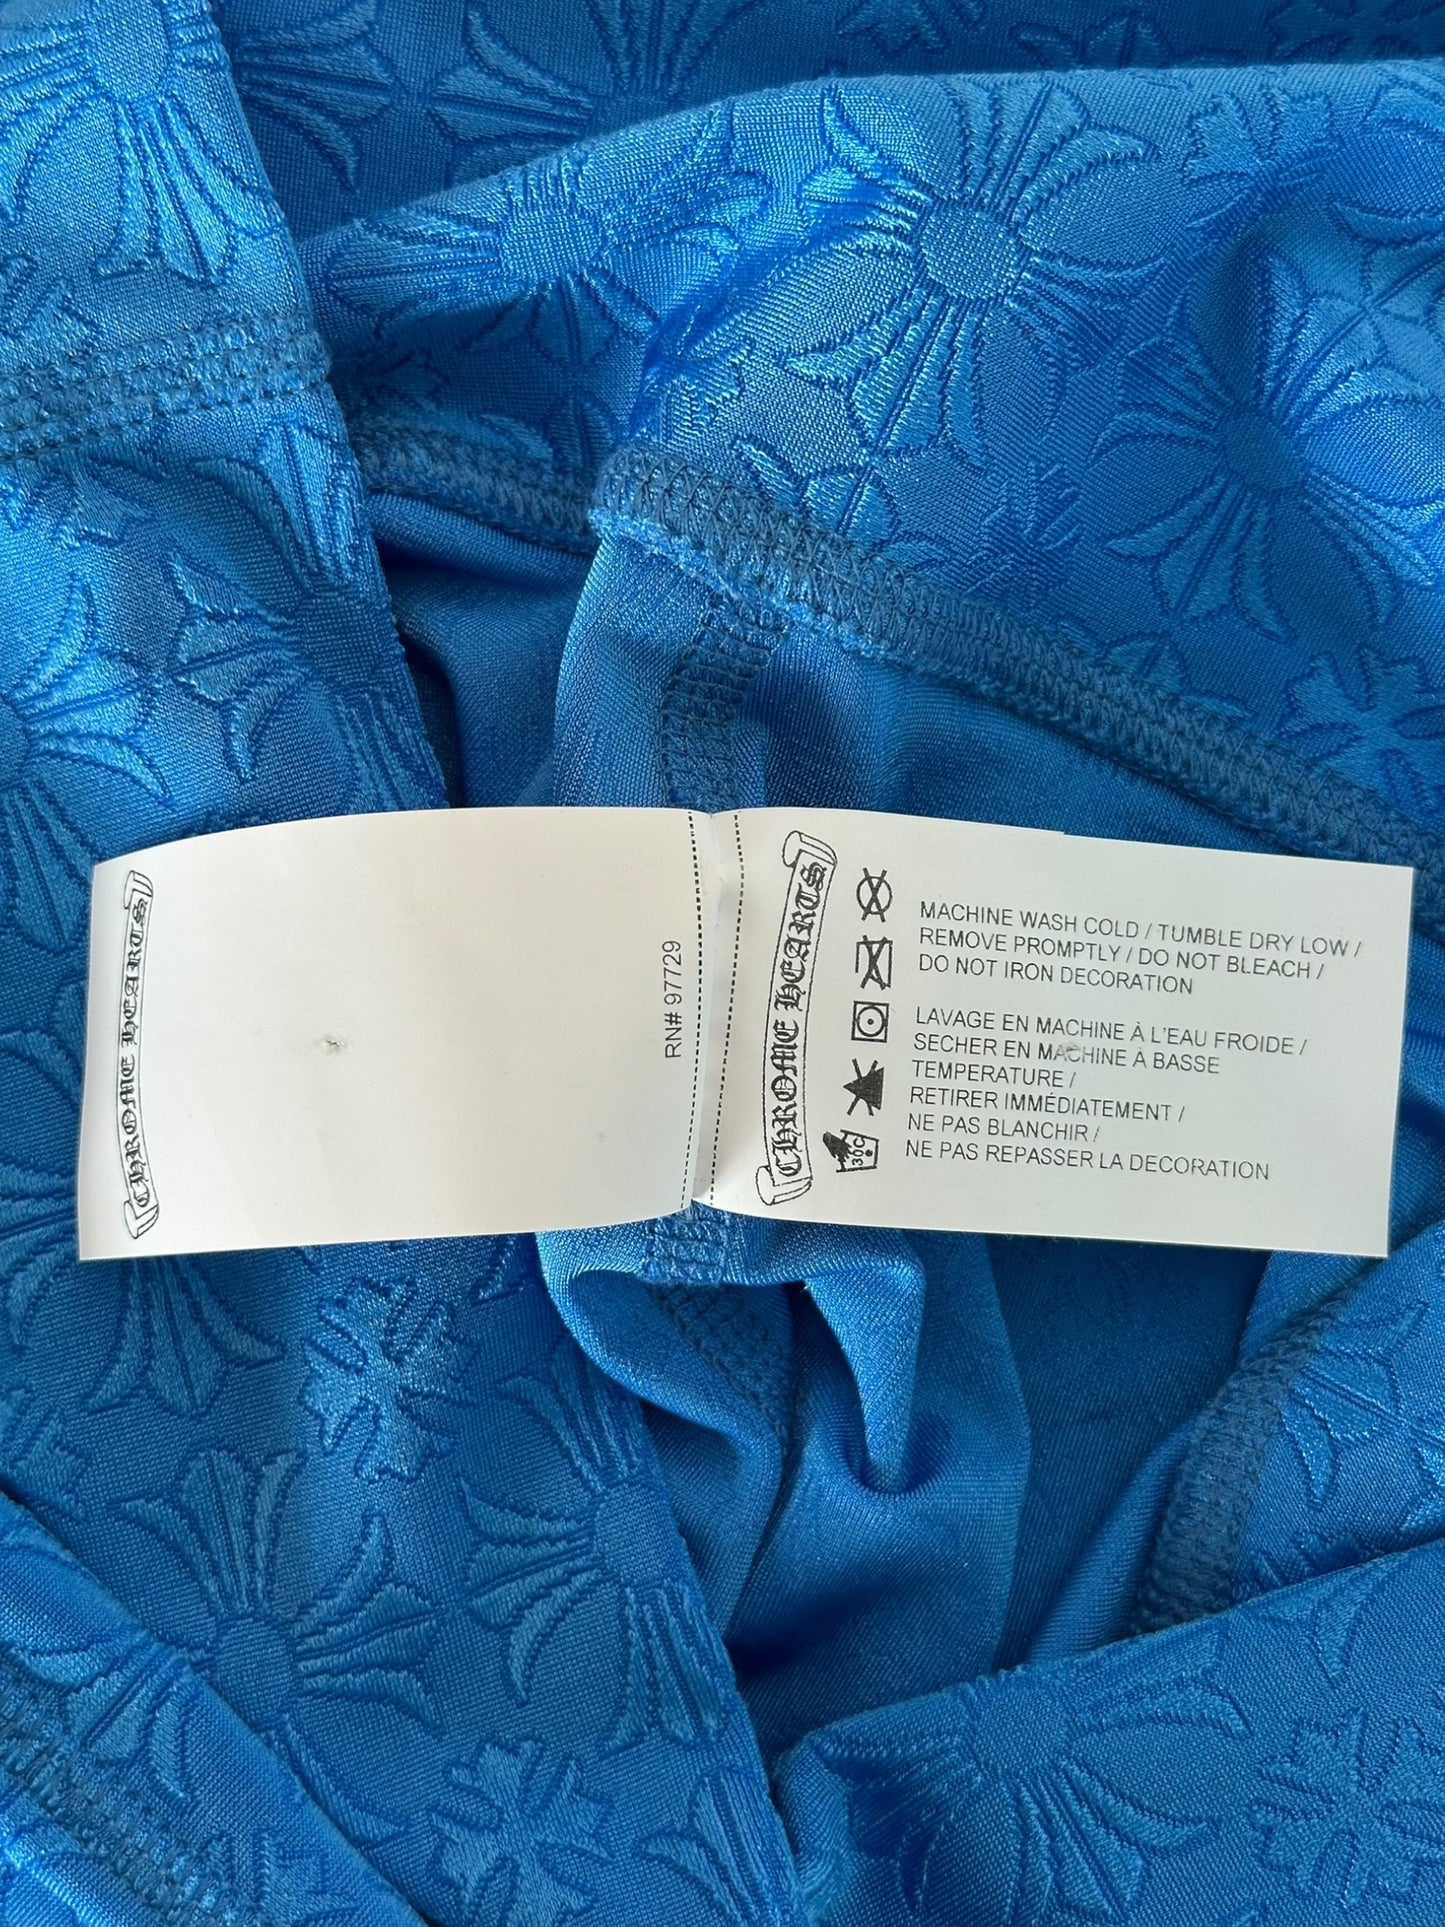 CHROME HEARTS
RN# 97729
CHROME HEARTS
MACHINE WASH COLD / TUMBLE DRY LOW /
REMOVE PROMPTLY / DO NOT BLEACH /
DO NOT IRON DECORATION
LAVAGE EN MACHINE À L'EAU FROIDE /
SECHER EN MACHINE À BASSE
TEMPERATURE /
RETIRER IMMÉDIATEMENT /
NE PAS BLANCHIR /
NE PAS REPASSER LA DECORATION
30C